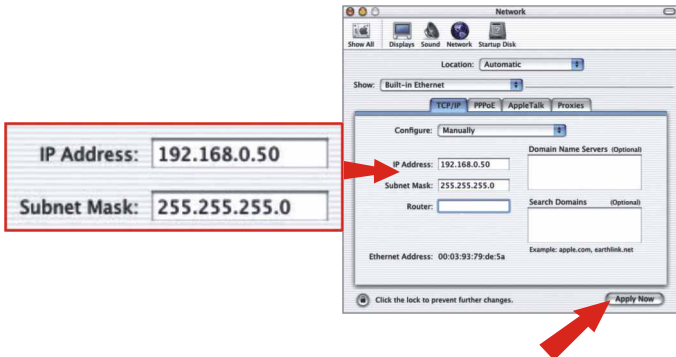 IP Address: 192.168.0.50
Subnet Mask: 255.255.255.0
Network
Show All Displays Sound Network Startup Disk
Location: Automatic
Show: Built-in Ethernet
TCP/IP PPPoE AppleTalk Proxies
Configure: Manually
Domain Name Servers (Optional)
IP Address: 192.168.0.50
Subnet Mask: 255.255.255.0
Router:
Search Domains (Optional)
Example: apple.com, earthlink.net
Ethernet Address: 00:03:93:79:de:5a
Click the lock to prevent further changes.
Apply Now